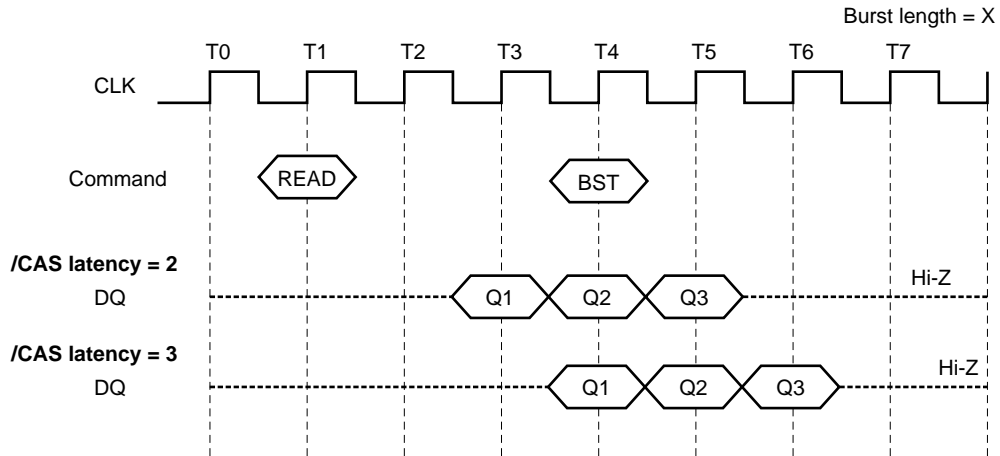 Burst length = X
T0 T1 T2 T3 T4 T5 T6 T7
CLK
Command READ BST
/CAS latency = 2
DQ Q1 Q2 Q3 Hi-Z
/CAS latency = 3
DQ Q1 Q2 Q3 Hi-Z